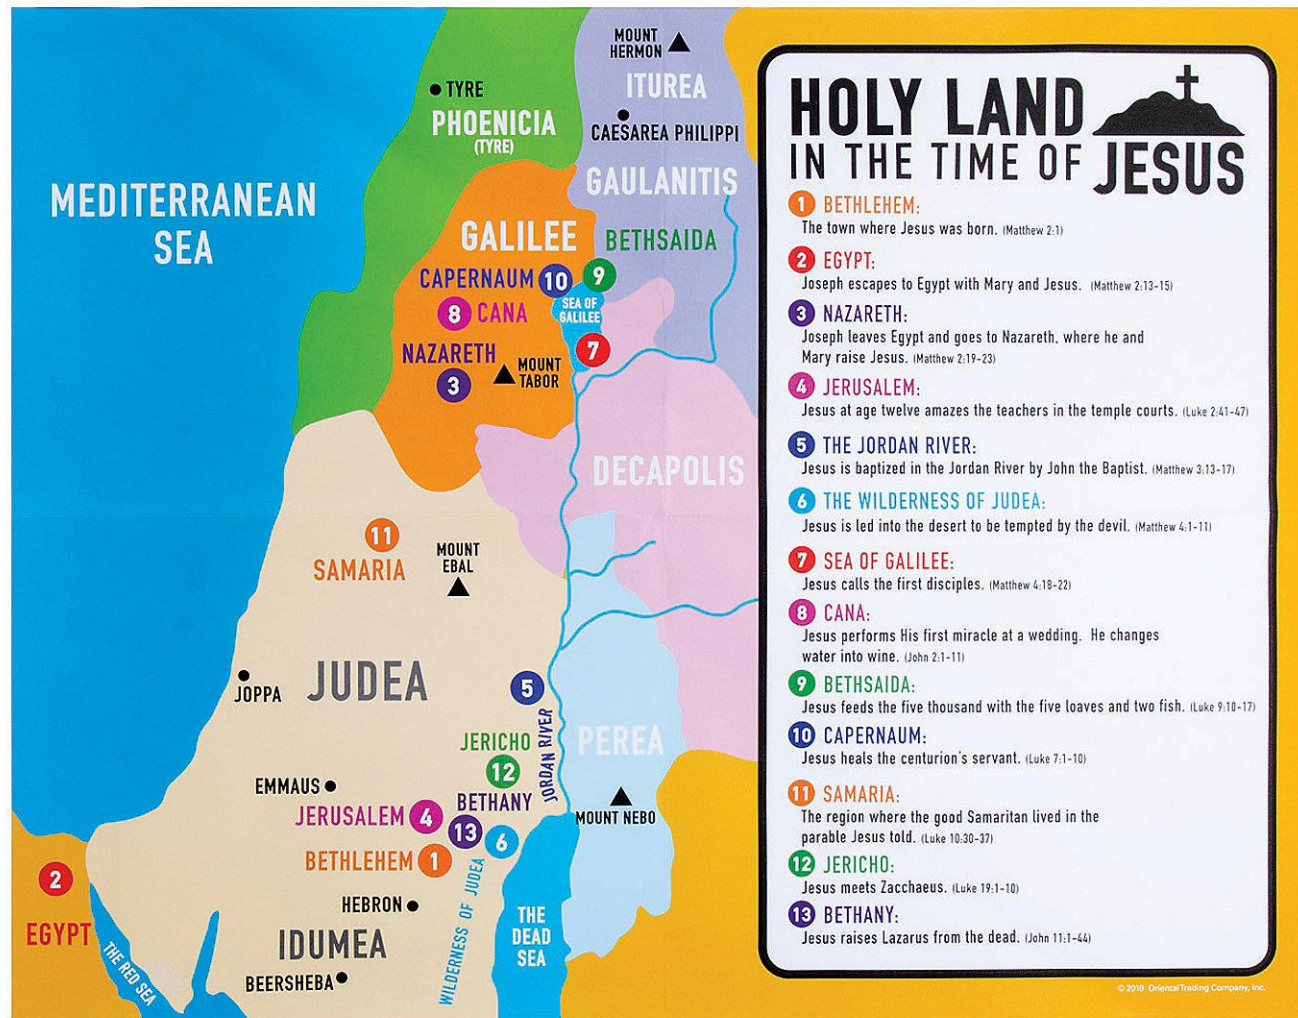 MOUNT
HERMON
ITUREA
TYRE
PHOENICIA
(TYRE)
CAESAREA PHILIPPI
GAULANITIS
MEDITERRANEAN
SEA
GALILEE
BETHSAIDA
CAPERNAUM 10
9
SEA OF
GALILEE
8 CANA
7
NAZARETH
3
MOUNT
TABOR
DECAPOLIS
11
SAMARIA
MOUNT
EBAL
JUDEA
JOPPA
5
JORDAN RIVER
PEREA
JERICHO
12
EMMAUS
BETHANY
13
JERUSALEM 4
MOUNT NEBO
6
BETHLEHEM 1
WILDERNESS OF JUDEA
2
EGYPT
HEBRON
IDUMEA
THE
DEAD
SEA
THE RED SEA
BEERSHEBA
HOLY LAND
IN THE TIME OF JESUS
1 BETHLEHEM:
The town where Jesus was born. (Matthew 2:1)
2 EGYPT:
Joseph escapes to Egypt with Mary and Jesus. (Matthew 2:13-15)
3 NAZARETH:
Joseph leaves Egypt and goes to Nazareth, where he and
Mary raise Jesus. (Matthew 2:19-23)
4 JERUSALEM:
Jesus at age twelve amazes the teachers in the temple courts. (Luke 2:41-47)
5 THE JORDAN RIVER:
Jesus is baptized in the Jordan River by John the Baptist. (Matthew 3:13-17)
6 THE WILDERNESS OF JUDEA:
Jesus is led into the desert to be tempted by the devil. (Matthew 4:1-11)
7 SEA OF GALILEE:
Jesus calls the first disciples. (Matthew 4:18-22)
8 CANA:
Jesus performs His first miracle at a wedding. He changes
water into wine. (John 2:1-11)
9 BETHSAIDA:
Jesus feeds the five thousand with the five loaves and two fish. (Luke 9:10-17)
10 CAPERNAUM:
Jesus heals the centurion's servant. (Luke 7:1-10)
11 SAMARIA:
The region where the good Samaritan lived in the
parable Jesus told. (Luke 10:30-37)
12 JERICHO:
Jesus meets Zacchaeus. (Luke 19:1-10)
13 BETHANY:
Jesus raises Lazarus from the dead. (John 11:1-44)
© 2019 Oriental Trading Company, Inc.